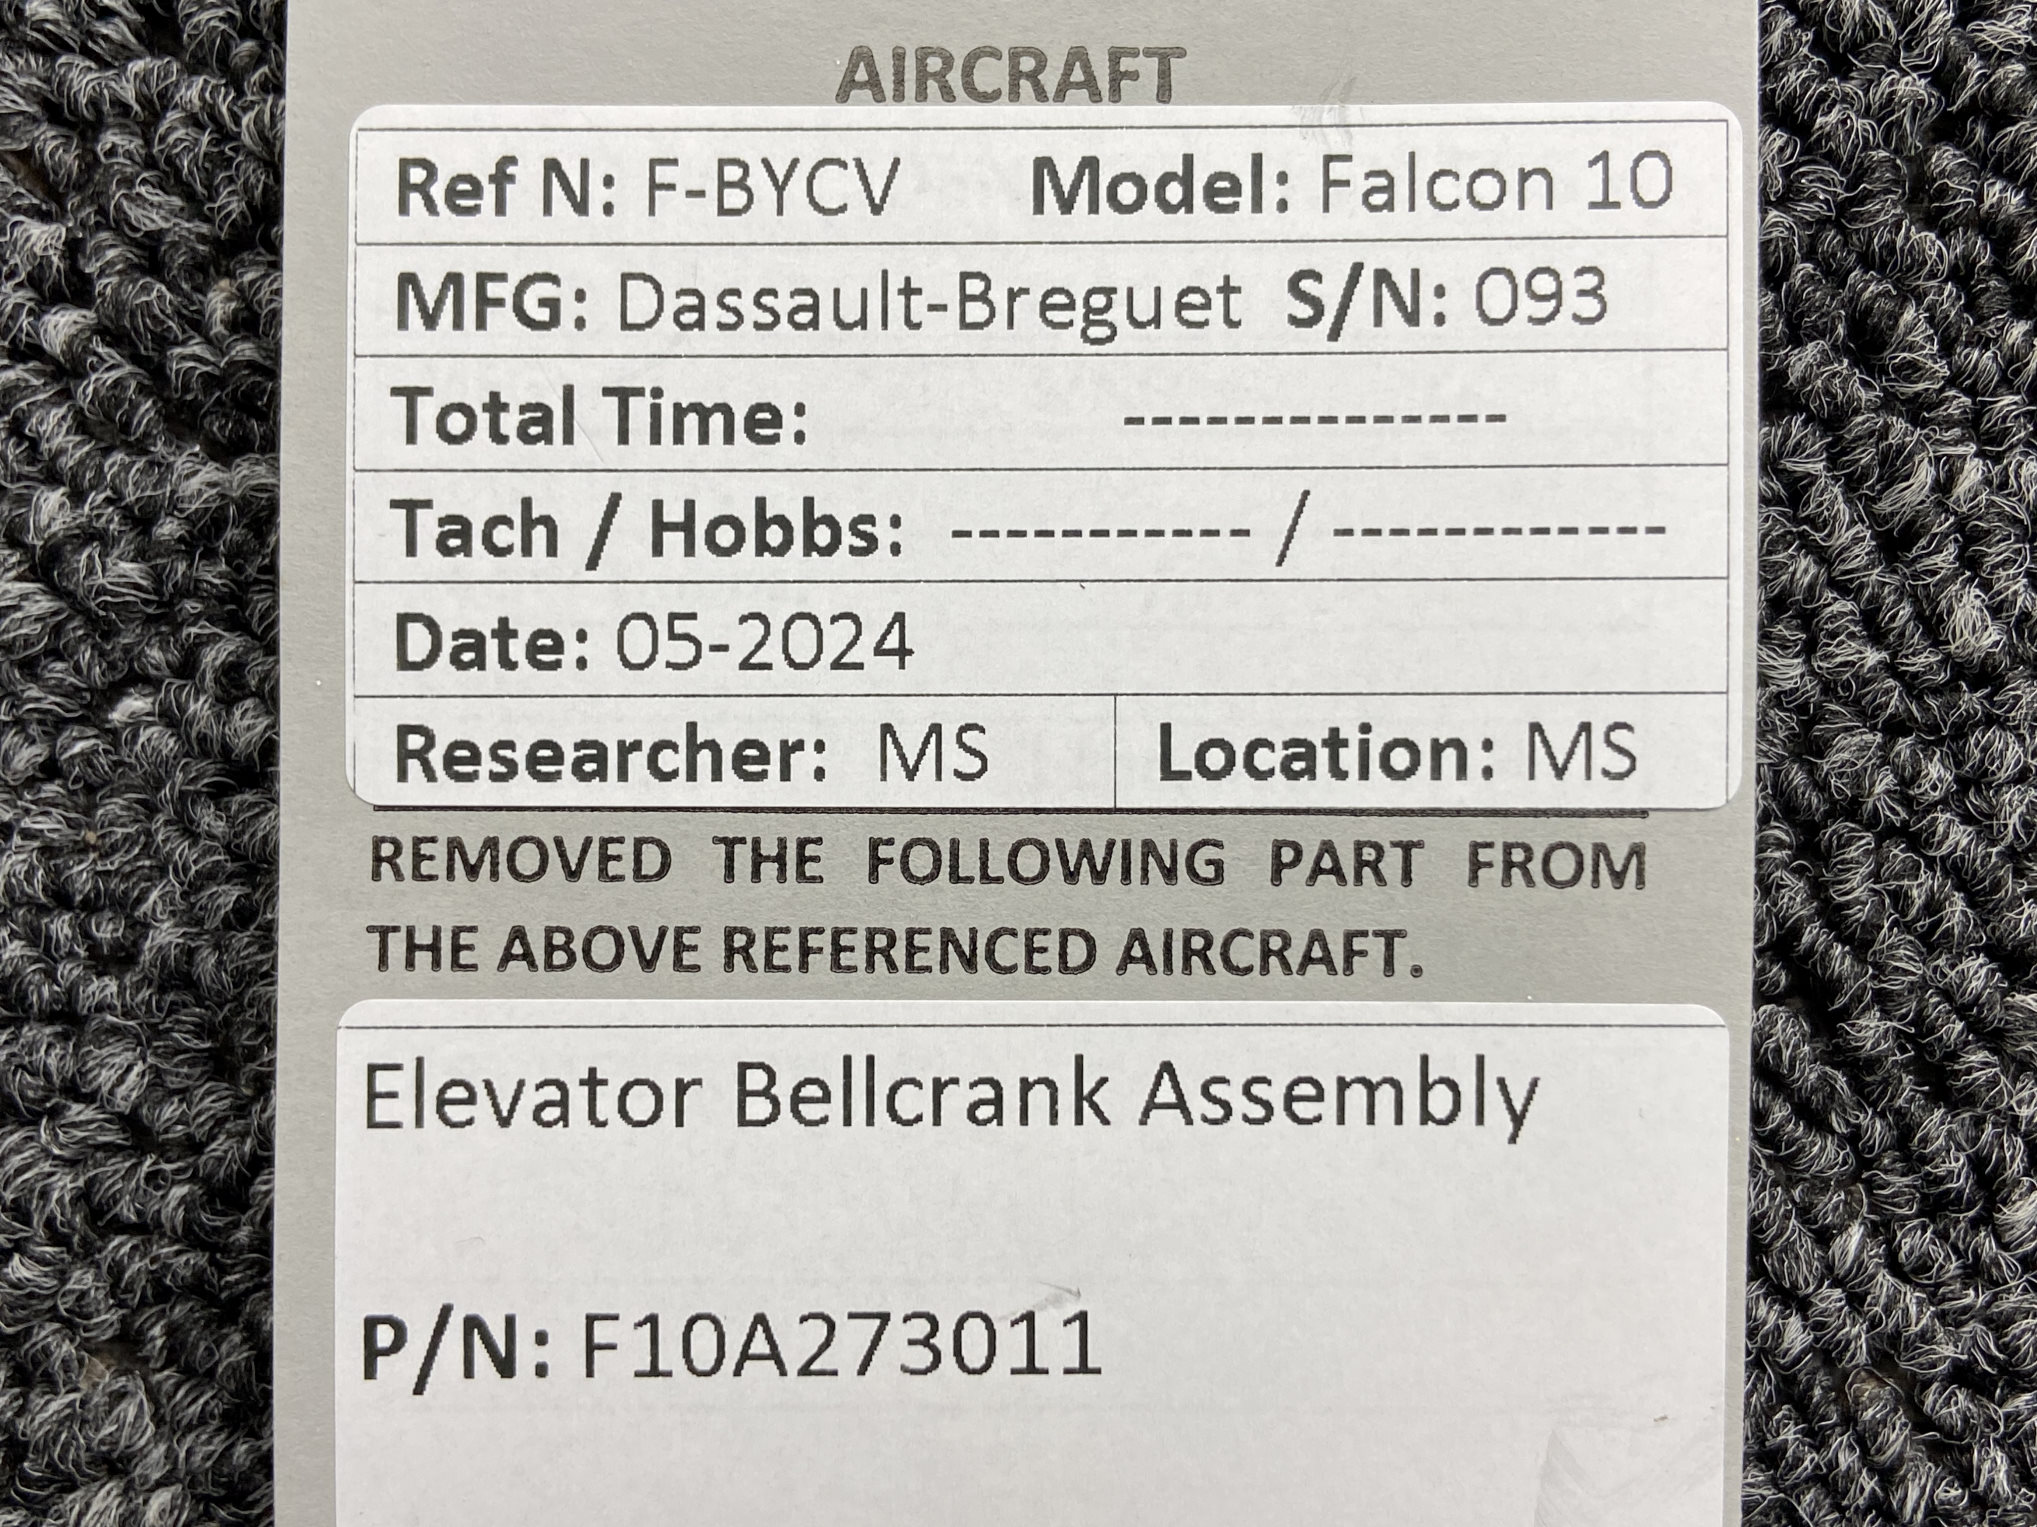 AIRCRAFT
Ref N: F-BYCV Model: Falcon 10
MFG: Dassault-Breguet S/N: 093
Total Time: --------------
Tach / Hobbs: ----------- / ------------
Date: 05-2024
Researcher: MS Location: MS
REMOVED THE FOLLOWING PART FROM
THE ABOVE REFERENCED AIRCRAFT.
Elevator Bellcrank Assembly
P/N: F10A273011